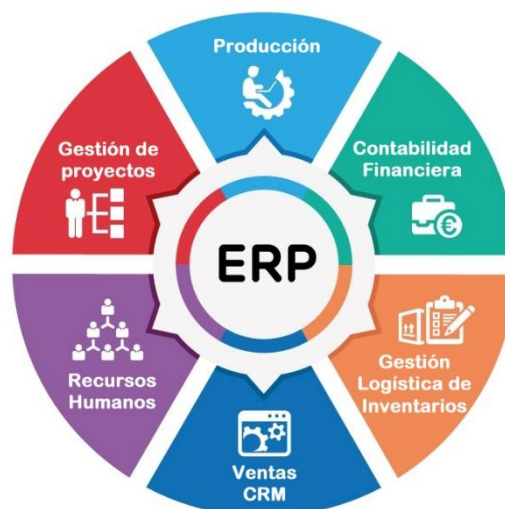 Producción
Contabilidad
Financiera
Gestión
Logística de
Inventarios
Ventas
CRM
Recursos
Humanos
Gestión de
proyectos
ERP
€